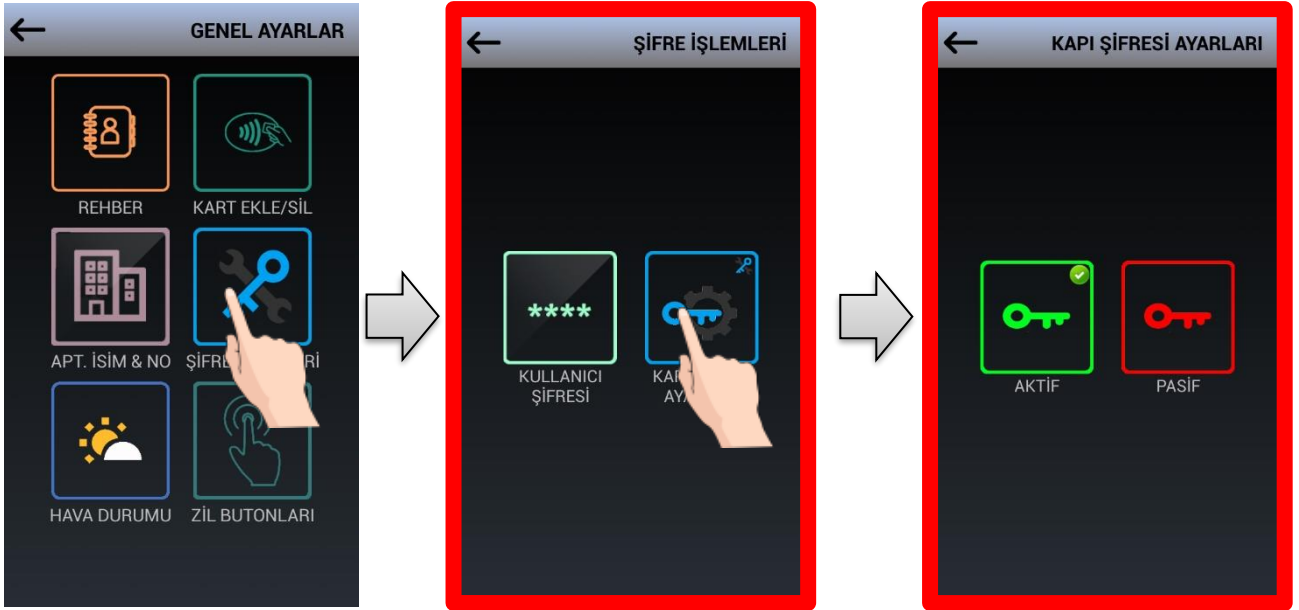 GENEL AYARLAR
REHBER
KART EKLE/SİL
APT. İSİM & NO
HAVA DURUMU
ZİL BUTONLARI
ŞİFRE İŞLEMLERİ
****
KULLANICI
ŞİFRESİ
KAPI ŞİFRESİ AYARLARI
AKTİF
PASİF